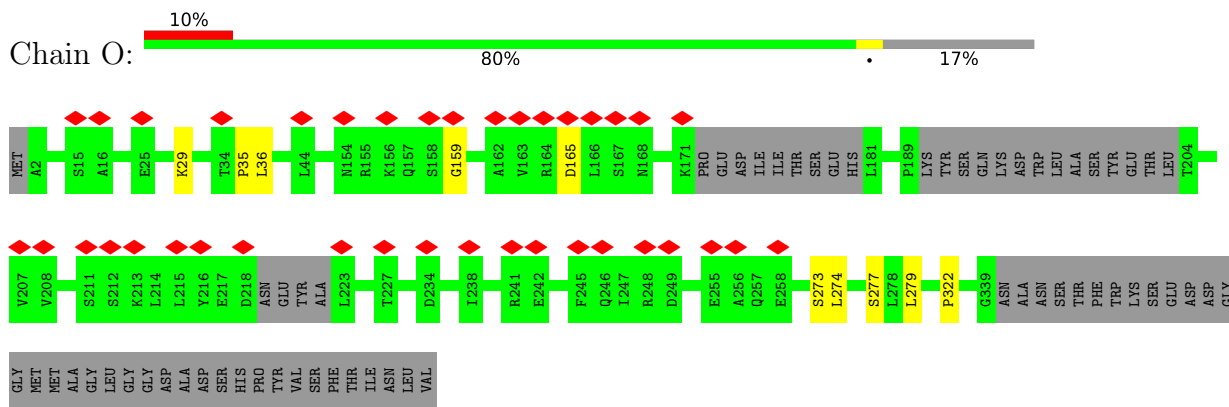 10%
Chain O:
80%
•
17%
MET A2 S15 A16 E25 K29 T34 P35 L36 L44 N154 R155 K156 Q157 S158 G159 A162 V163 R164 D165 L166 S167 N168 K171 PRO GLU ASP ILE ILE THR SER GLU HIS L181 P189 LYS TYR SER GLN LYS ASP TRP LEU ALA SER TYR GLU THR LEU T204
V207 V208 S211 S212 K213 L214 L215 Y216 E217 D218 ASN GLU TYR ALA L223 T227 D234 I238 R241 E242 F245 Q246 I247 R248 D249 E255 A256 Q257 E258 S273 L274 S277 L278 L279 P322 G339 ASN ALA ASN SER THR PHE TRP LYS SER GLU ASP ASP GLY
GLY MET MET ALA GLY LEU GLY GLY ASP ALA ASP SER HIS PRO TYR VAL SER PHE THR ILE ASN LEU VAL